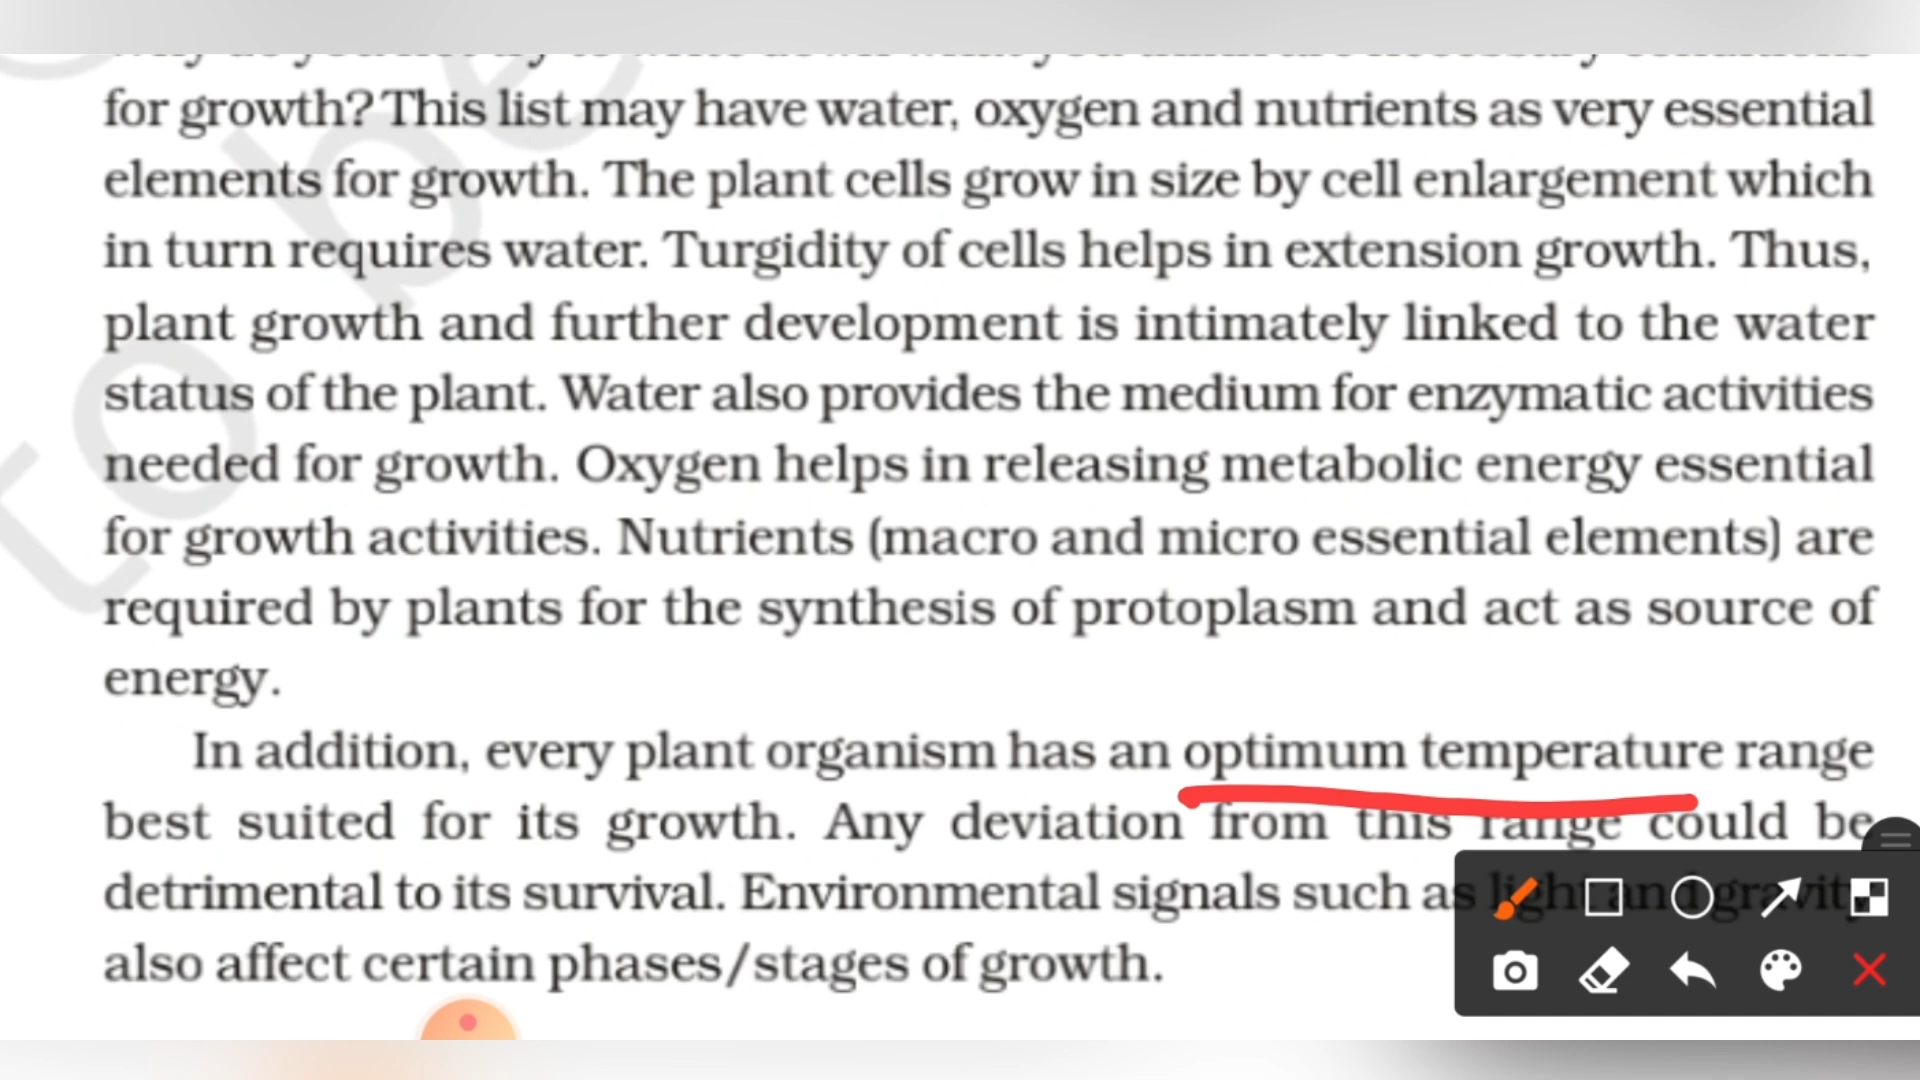 for growth? This list may have water, oxygen and nutrients as very essential
elements for growth. The plant cells grow in size by cell enlargement which
in turn requires water. Turgidity of cells helps in extension growth. Thus,
plant growth and further development is intimately linked to the water
status of the plant. Water also provides the medium for enzymatic activities
needed for growth. Oxygen helps in releasing metabolic energy essential
for growth activities. Nutrients (macro and micro essential elements) are
required by plants for the synthesis of protoplasm and act as source of
energy.
In addition, every plant organism has an optimum temperature range
best suited for its growth. Any deviation from this range could be
detrimental to its survival. Environmental signals such as light and gravity
also affect certain phases/stages of growth.
to be